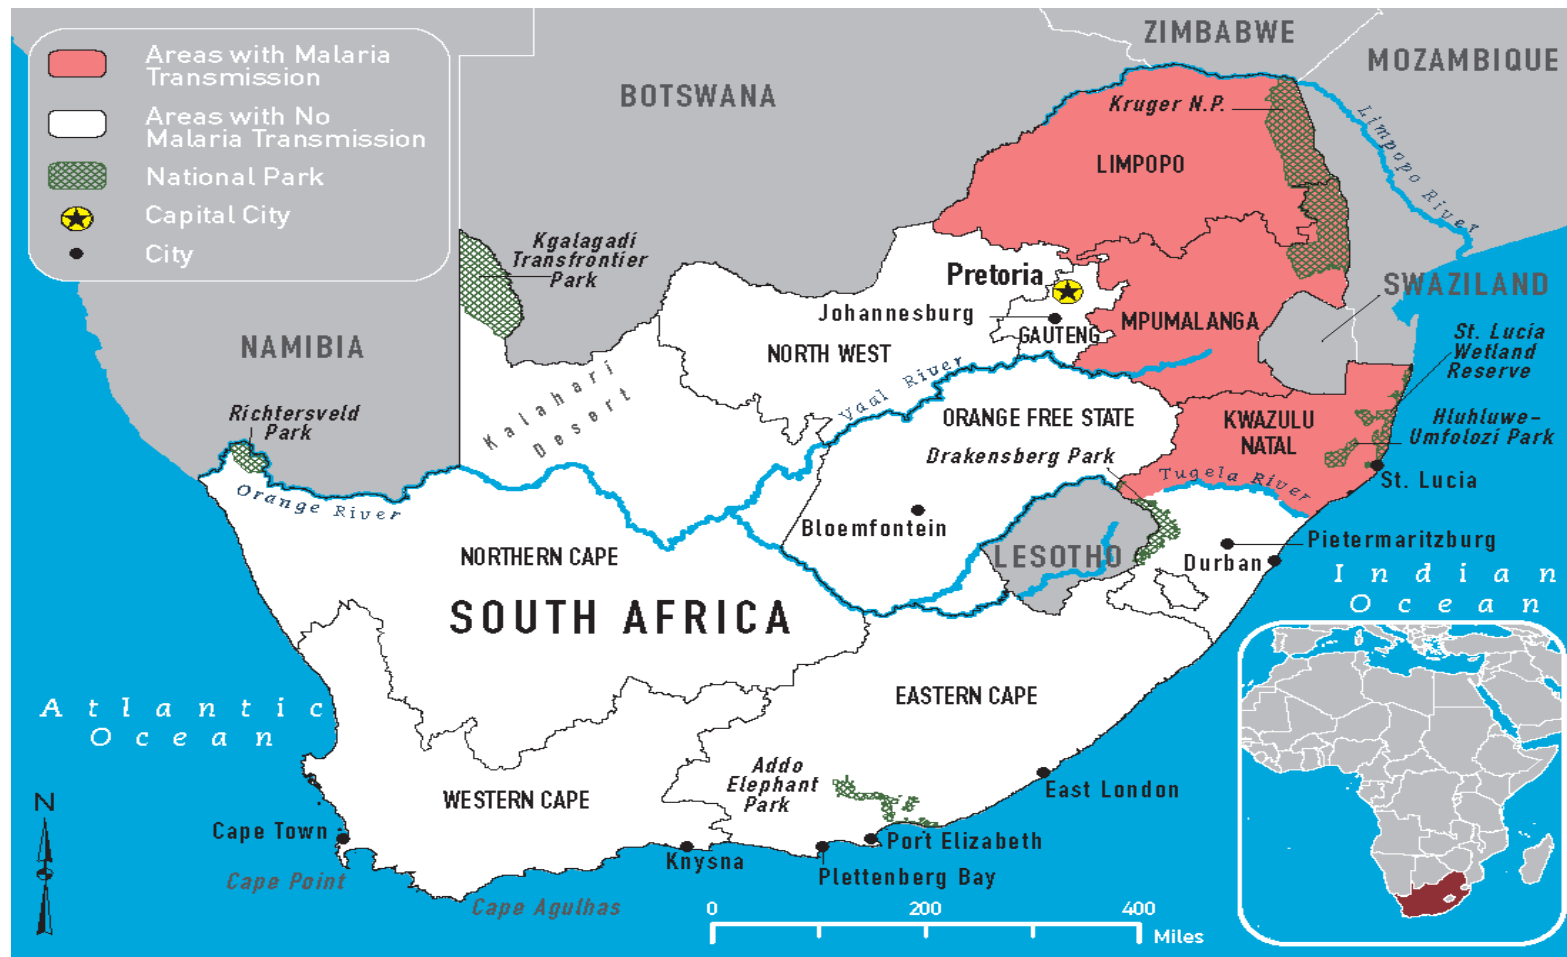 Areas with Malaria
Transmission
Areas with No
Malaria Transmission
National Park
Capital City
City
ZIMBABWE
MOZAMBIQUE
BOTSWANA
Kruger N.P.
Limpopo River
LIMPOPO
Kgalagadi
Transfrontier
Park
Pretoria
SWAZILAND
Johannesburg
GAUTENG
MPUMALANGA
St. Lucia
Wetland
Reserve
NAMIBIA
NORTH WEST
Vaal River
Kalahari
Desert
Richtersveld
Park
ORANGE FREE STATE
KWAZULU
NATAL
Hluhluwe-
Umfolozi Park
Drakensberg Park
Tugela River
St. Lucia
Orange River
Bloemfontein
Pietermaritzburg
NORTHERN CAPE
LESOTHO
Durban
Indian
Ocean
SOUTH AFRICA
EASTERN CAPE
Atlantic
Ocean
Addo
Elephant
Park
WESTERN CAPE
East London
N
Cape Town
Port Elizabeth
Knysna
Plettenberg Bay
Cape Point
Cape Agulhas
0 200 400
Miles